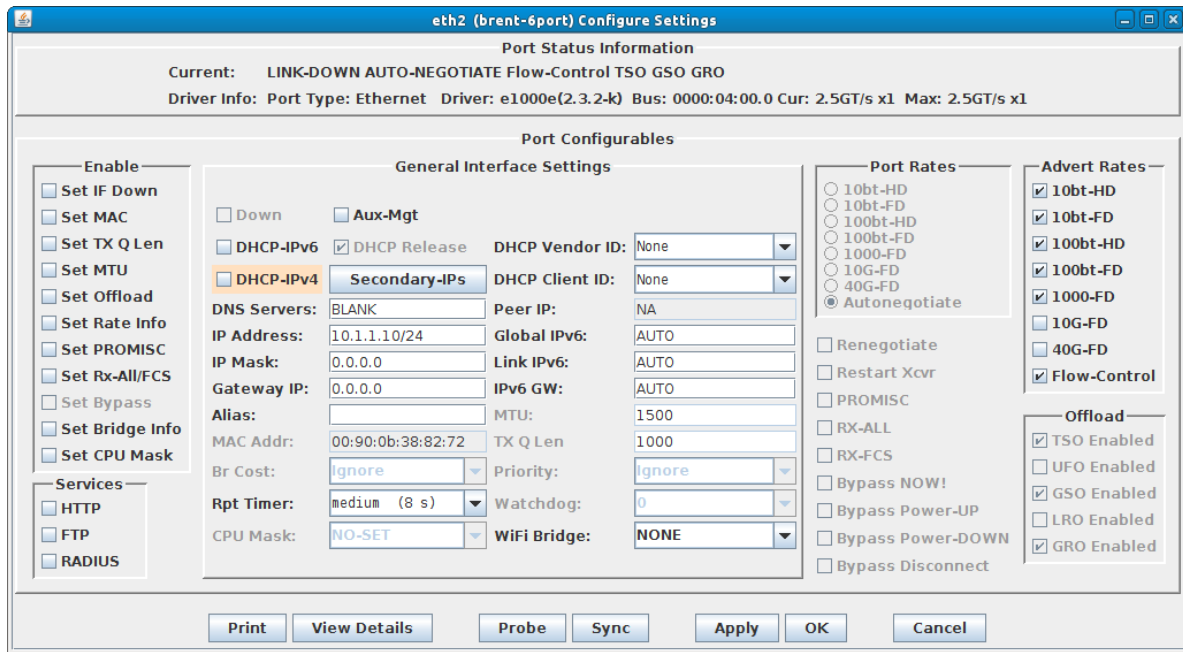 eth2 (brent-6port) Configure Settings
Port Status Information
Current: LINK-DOWN AUTO-NEGOTIATE Flow-Control TSO GSO GRO
Driver Info: Port Type: Ethernet Driver: e1000e(2.3.2-k) Bus: 0000:04:00.0 Cur: 2.5GT/s x1 Max: 2.5GT/s x1
Port Configurables
Enable
Set IF Down
Set MAC
Set TX Q Len
Set MTU
Set Offload
Set Rate Info
Set PROMISC
Set Rx-All/FCS
Set Bypass
Set Bridge Info
Set CPU Mask
Services
HTTP
FTP
RADIUS
General Interface Settings
Down Aux-Mgt
DHCP-IPv6 DHCP Release DHCP Vendor ID: None
DHCP-IPv4 Secondary-IPs DHCP Client ID: None
DNS Servers: BLANK Peer IP: NA
IP Address: 10.1.1.10/24 Global IPv6: AUTO
IP Mask: 0.0.0.0 Link IPv6: AUTO
Gateway IP: 0.0.0.0 IPv6 GW: AUTO
Alias: MTU: 1500
MAC Addr: 00:90:0b:38:82:72 TX Q Len 1000
Br Cost: Ignore Priority: Ignore
Rpt Timer: medium (8 s) Watchdog: 0
CPU Mask: NO-SET WiFi Bridge: NONE
Port Rates
10bt-HD
10bt-FD
100bt-HD
100bt-FD
1000-FD
10G-FD
40G-FD
Autonegotiate
Renegotiate
Restart Xcvr
PROMISC
RX-ALL
RX-FCS
Bypass NOW!
Bypass Power-UP
Bypass Power-DOWN
Bypass Disconnect
Advert Rates
10bt-HD
10bt-FD
100bt-HD
100bt-FD
1000-FD
10G-FD
40G-FD
Flow-Control
Offload
TSO Enabled
UFO Enabled
GSO Enabled
LRO Enabled
GRO Enabled
Print View Details Probe Sync Apply OK Cancel